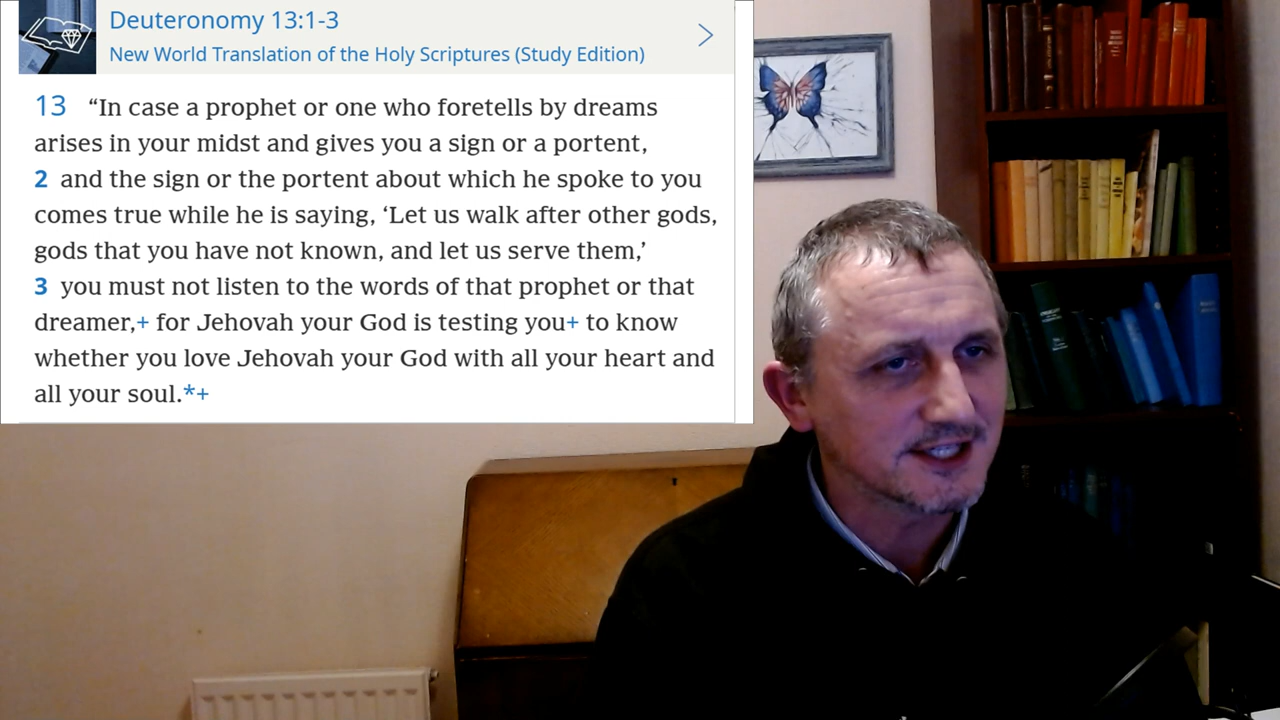 Deuteronomy 13:1-3
New World Translation of the Holy Scriptures (Study Edition)
13 “In case a prophet or one who foretells by dreams
arises in your midst and gives you a sign or a portent,
2 and the sign or the portent about which he spoke to you
comes true while he is saying, ‘Let us walk after other gods,
gods that you have not known, and let us serve them,’
3 you must not listen to the words of that prophet or that
dreamer,+ for Jehovah your God is testing you+ to know
whether you love Jehovah your God with all your heart and
all your soul.*+